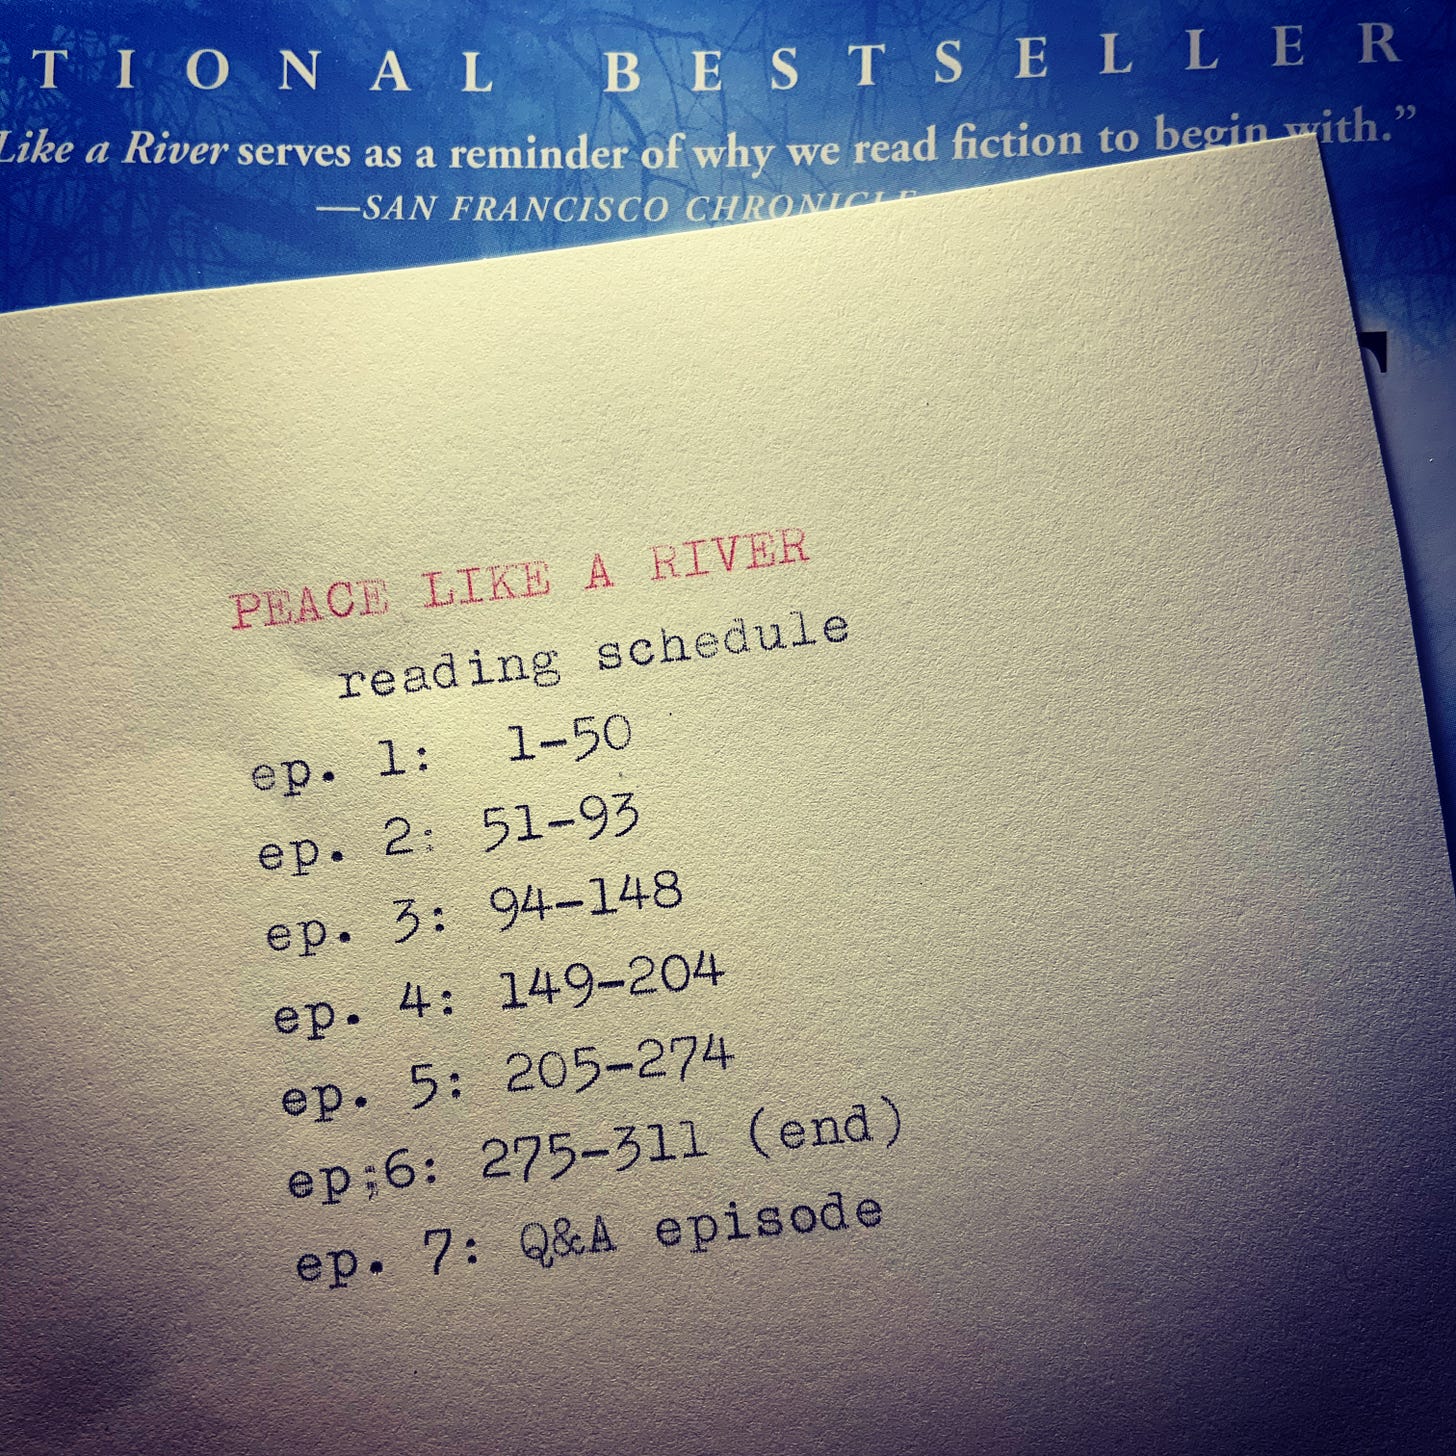 TIONAL BESTSELLER
Like a River serves as a reminder of why we read fiction to begin with.”
—SAN FRANCISCO CHRONICLE
PEACE LIKE A RIVER
reading schedule
ep. 1: 1-50
ep. 2: 51-93
ep. 3: 94-148
ep. 4: 149-204
ep. 5: 205-274
ep;6: 275-311 (end)
ep. 7: Q&A episode